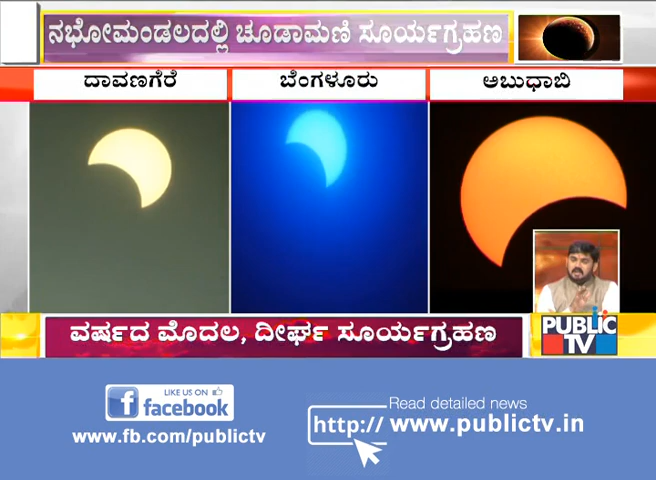 ನಭೋಮಂಡಲದಲ್ಲಿ ಚೂಡಾಮಣಿ ಸೂರ್ಯಗ್ರಹಣ
ದಾವಣಗೆರೆ
ಬೆಂಗಳೂರು
ಅಬುಧಾಬಿ
ವರ್ಷದ ಮೊದಲ, ದೀರ್ಘ ಸೂರ್ಯಗ್ರಹಣ
PUBLIC
TV
LIKE US ON
facebook
www.fb.com/publictv
Read detailed news
http:// www.publictv.in